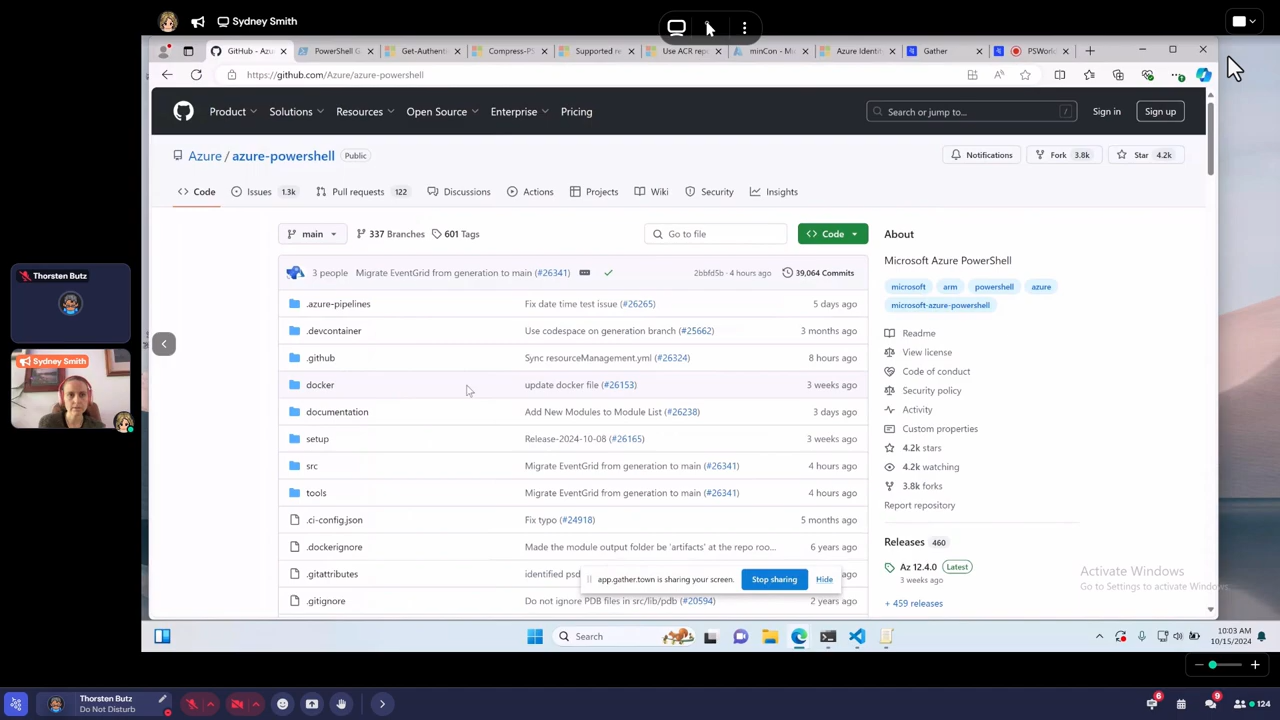 Sydney Smith
GitHub - Azu
PowerShell G
Get-Authenti
Compress-PS
Supported re
Use ACR repo
minCon - Mi
Azure Identi
Gather
PSWorl
https://github.com/Azure/azure-powershell
Product
Solutions
Resources
Open Source
Enterprise
Pricing
Search or jump to...
/
Sign in
Sign up
Azure / azure-powershell
Public
Notifications
Fork 3.8k
Star 4.2k
Code
Issues 1.3k
Pull requests 122
Discussions
Actions
Projects
Wiki
Security
Insights
main
337 Branches
601 Tags
Go to file
Code
About
Microsoft Azure PowerShell
microsoft arm powershell azure
microsoft-azure-powershell
Readme
View license
Code of conduct
Security policy
Activity
Custom properties
4.2k stars
4.2k watching
3.8k forks
Report repository
Releases 460
Az 12.4.0 Latest
3 weeks ago
+ 459 releases
3 people Migrate EventGrid from generation to main (#26341) 2bbfd5b · 4 hours ago 39,064 Commits
.azure-pipelines Fix date time test issue (#26265) 5 days ago
.devcontainer Use codespace on generation branch (#25662) 3 months ago
.github Sync resourceManagement.yml (#26324) 8 hours ago
docker update docker file (#26153) 3 weeks ago
documentation Add New Modules to Module List (#26238) 3 days ago
setup Release-2024-10-08 (#26165) 3 weeks ago
src Migrate EventGrid from generation to main (#26341) 4 hours ago
tools Migrate EventGrid from generation to main (#26341) 4 hours ago
.ci-config.json Fix typo (#24918) 5 months ago
.dockerignore Made the module output folder be 'artifacts' at the repo roo... 6 years ago
.gitattributes identified psd ago
.gitignore Do not ignore PDB files in src/lib/pdb (#20594) 2 years ago
app.gather.town is sharing your screen.
Stop sharing
Hide
Activate Windows
Go to Settings to activate Windows.
Thorsten Butz
Sydney Smith
Search
10:03 AM
10/15/2024
Thorsten Butz
Do Not Disturb
6
9
124